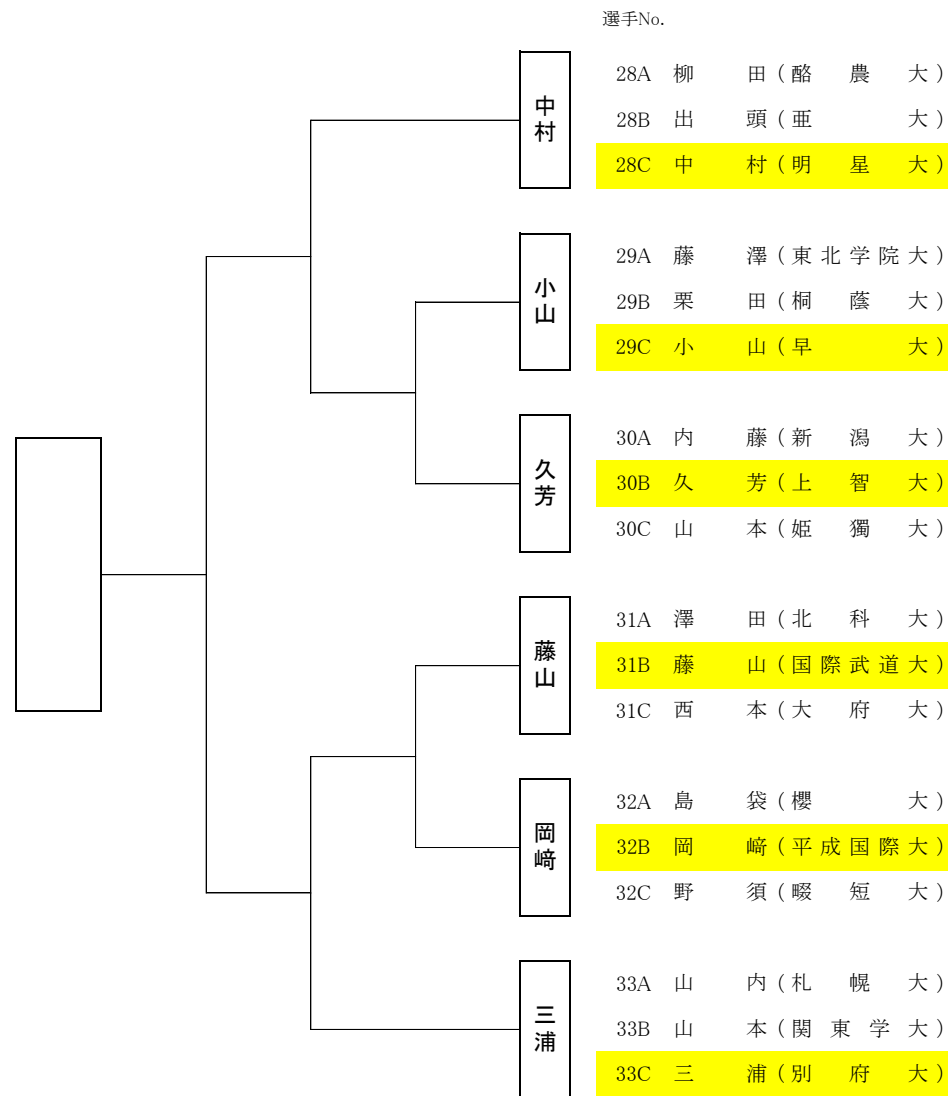 選手No.
中村
28A 柳 田(酪 農 大)
28B 出 頭(亜 大)
28C 中 村(明 星 大)
小山
29A 藤 澤(東北学院大)
29B 栗 田(桐 蔭 大)
29C 小 山(早 大)
久芳
30A 内 藤(新 潟 大)
30B 久 芳(上 智 大)
30C 山 本(姫 獨 大)
藤山
31A 澤 田(北 科 大)
31B 藤 山(国際武道大)
31C 西 本(大 府 大)
岡﨑
32A 島 袋(櫻 大)
32B 岡 﨑(平成国際大)
32C 野 須(畷 短 大)
三浦
33A 山 内(札 幌 大)
33B 山 本(関東学大)
33C 三 浦(別 府 大)